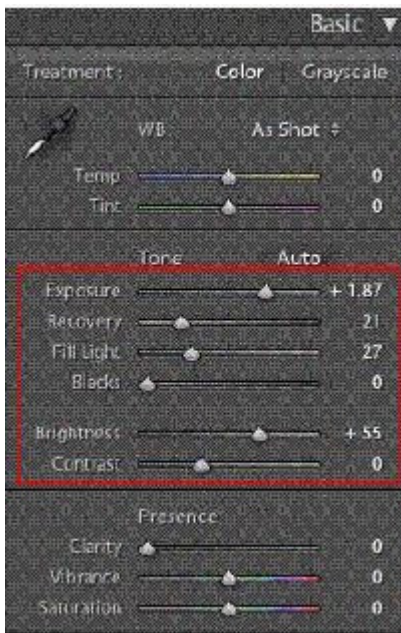 Basic
Treatment: Color Grayscale
WB: As Shot
Temp 0
Tint 0
Tone Auto
Exposure + 1.87
Recovery 21
Fill Light 27
Blacks 0
Brightness + 55
Contrast 0
Presence
Clarity 0
Vibrance 0
Saturation 0